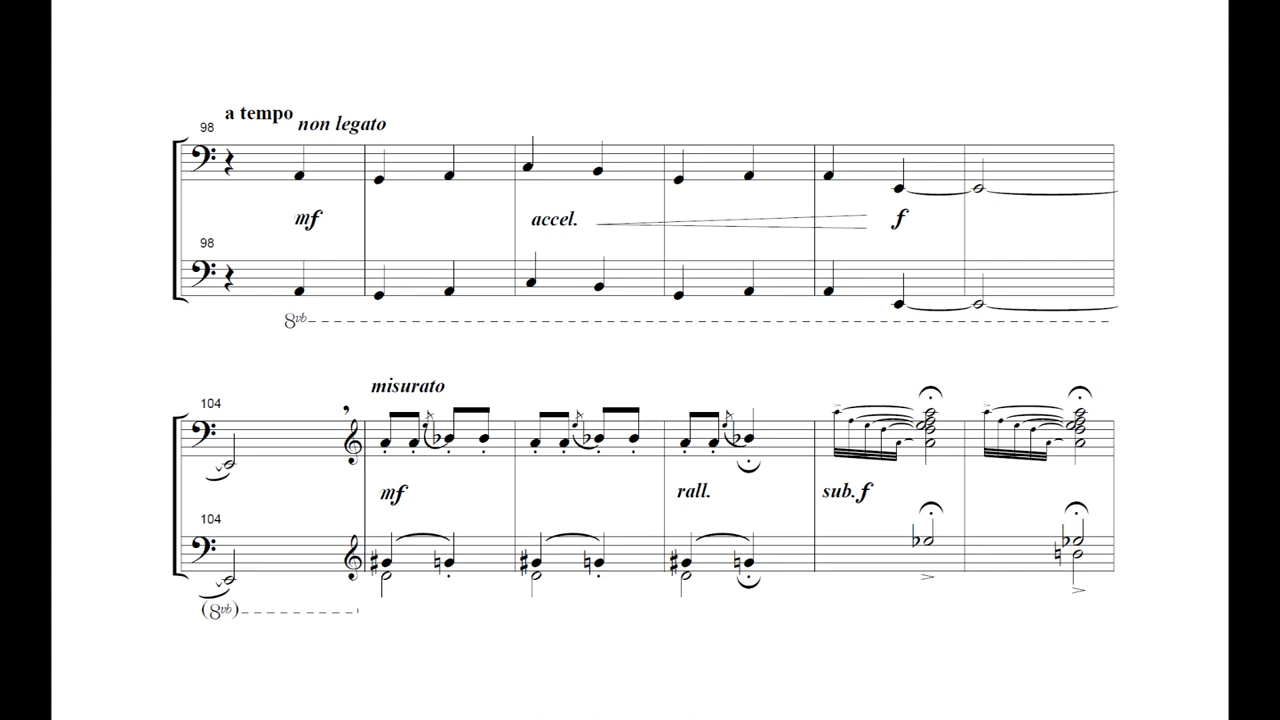 a tempo
98 non legato
mf accel. f
98
8vb
misurato
104
mf rall. sub. f
104
(8vb)